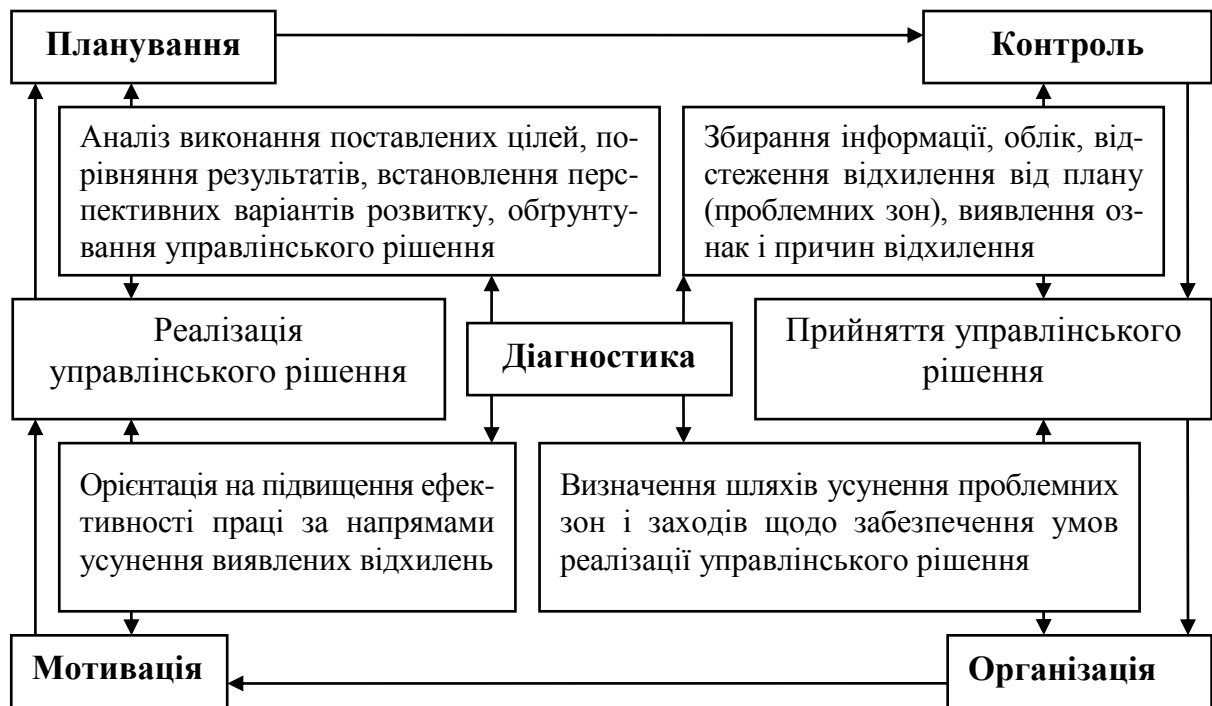 Планування
Контроль
Аналіз виконання поставлених цілей, по-
рівняння результатів, встановлення перс-
пективних варіантів розвитку, обґрунту-
вання управлінського рішення
Збирання інформації, облік, від-
стеження відхилення від плану
(проблемних зон), виявлення оз-
нак і причин відхилення
Реалізація
управлінського рішення
Діагностика
Прийняття управлінського
рішення
Орієнтація на підвищення ефек-
тивності праці за напрямами
усунення виявлених відхилень
Визначення шляхів усунення проблемних
зон і заходів щодо забезпечення умов
реалізації управлінського рішення
Мотивація
Організація